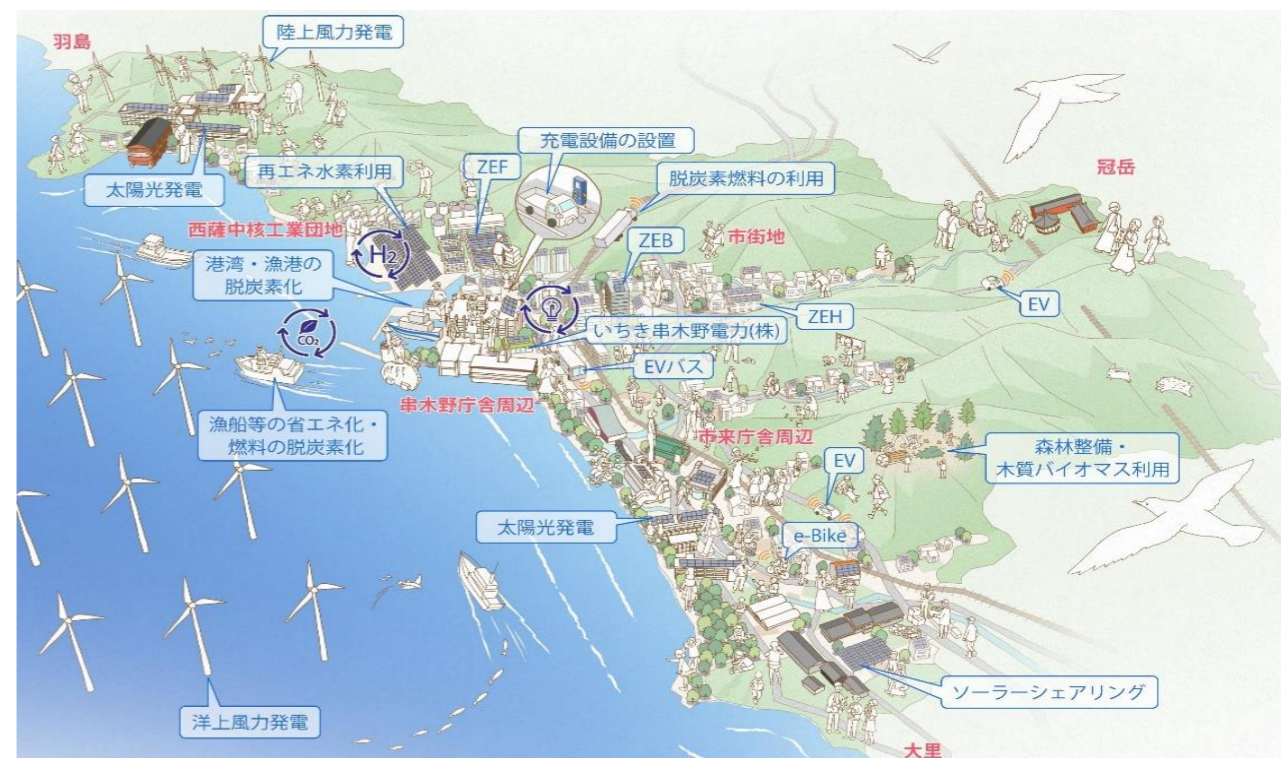 羽島
陸上風力発電
充電設備の設置
再エネ水素利用
ZEF
脱炭素燃料の利用
太陽光発電
冠岳
西薩中核工業団地
H2
ZEB
市街地
港湾・漁港の
脱炭素化
ZEH
EV
CO2
いちき串木野電力(株)
EVバス
串木野庁舎周辺
漁船等の省エネ化・
燃料の脱炭素化
市来庁舎周辺
森林整備・
木質バイオマス利用
EV
太陽光発電
e-Bike
ソーラーシェアリング
洋上風力発電
大里